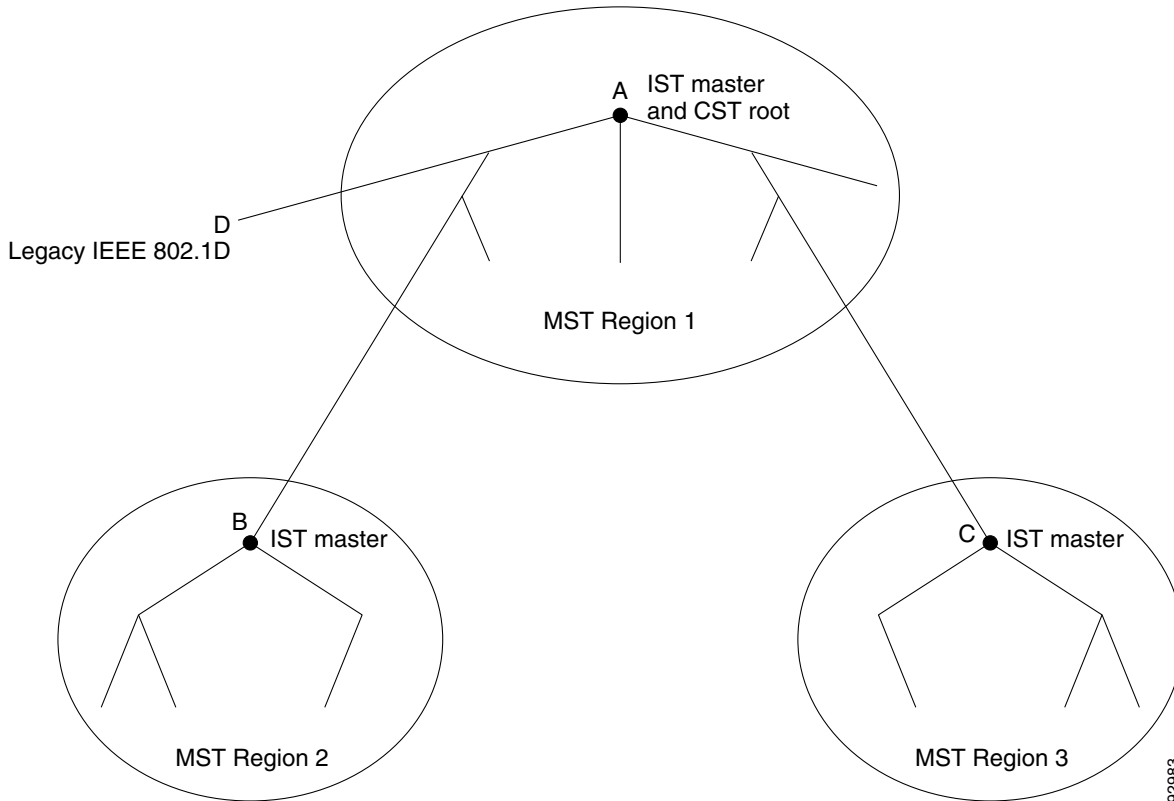 A
IST master
and CST root
D
Legacy IEEE 802.1D
MST Region 1
B
IST master
C
IST master
MST Region 2
MST Region 3
92983